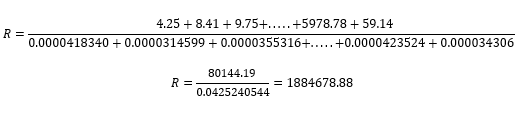 R = 4.25 + 8.41 + 9.75+.....+5978.78 + 59.14 / 0.0000418340 + 0.0000314599 + 0.0000355316+.....+0.0000423524 + 0.000034306
R = 80144.19 / 0.0425240544 = 1884678.88